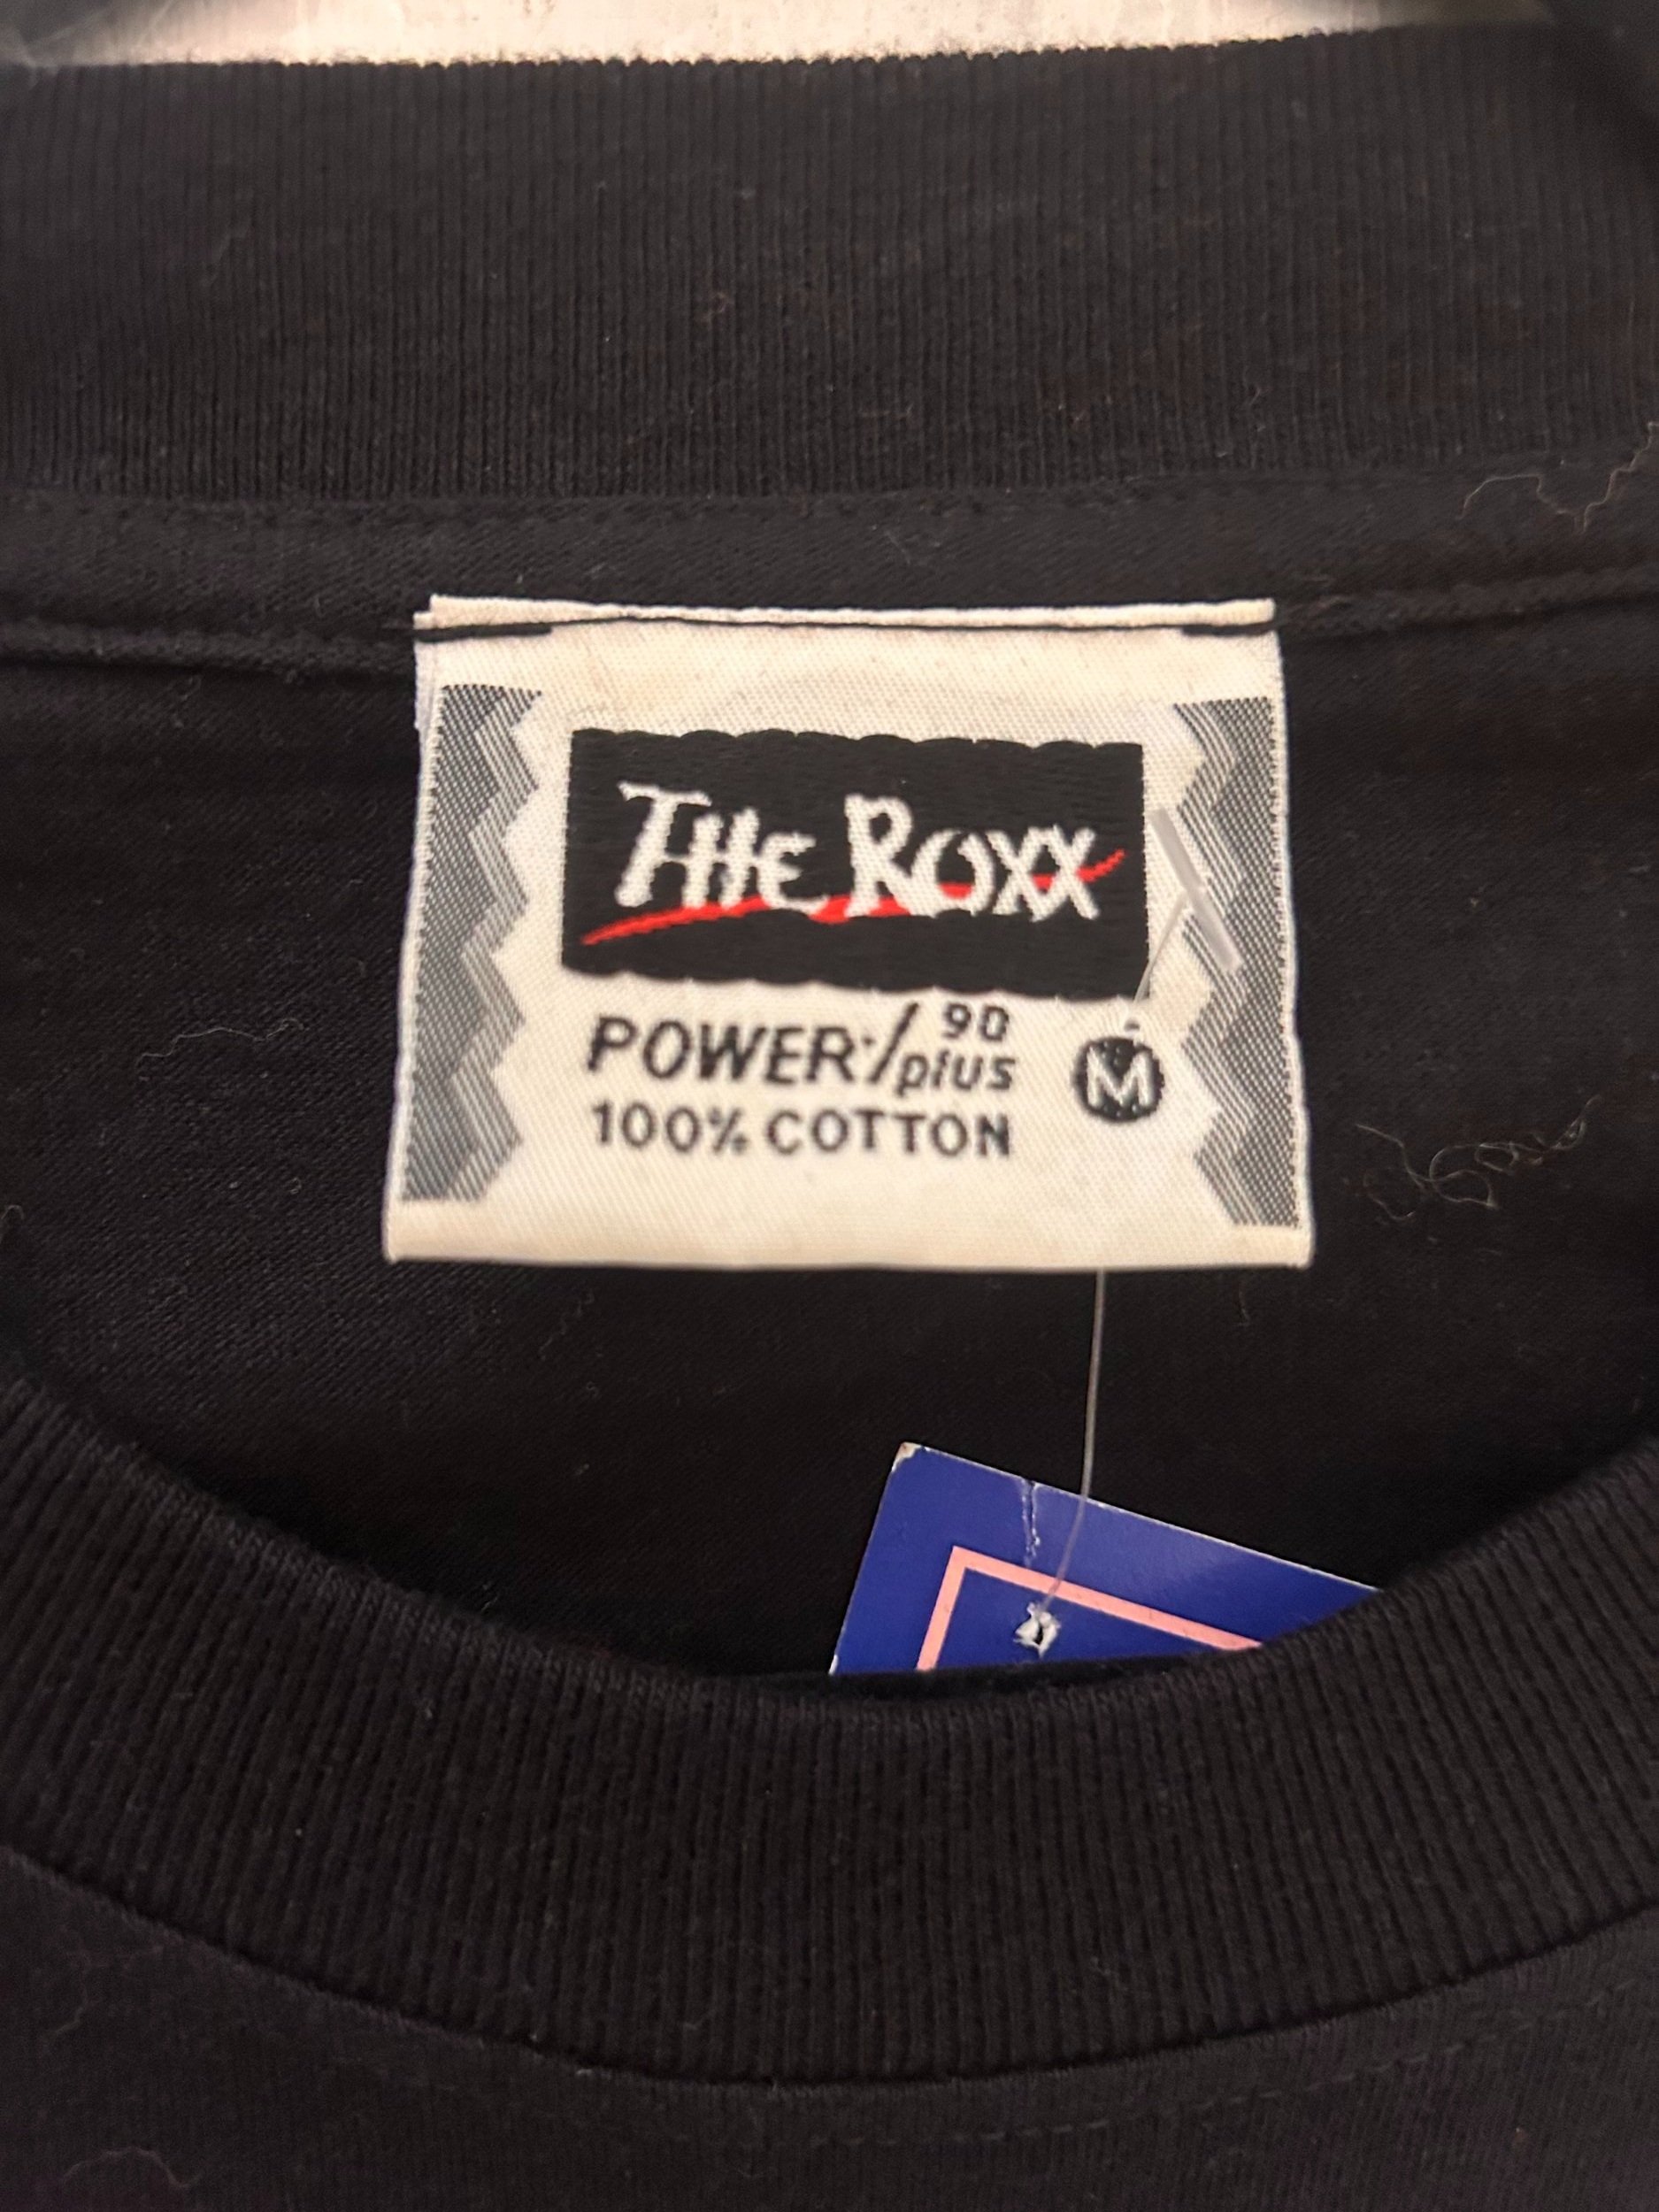 THE ROXX
POWER/90 plus
100% COTTON
M